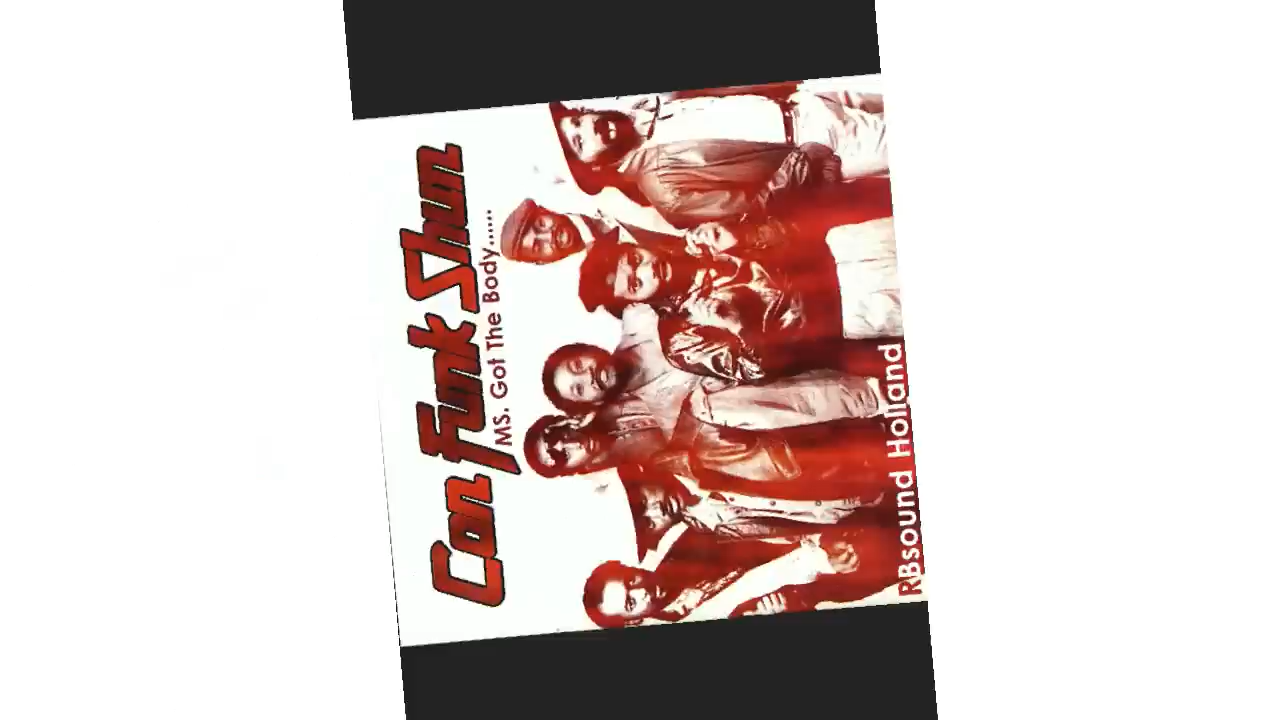 Con Funk Shun
MS. Got The Body......
RBsound Holland